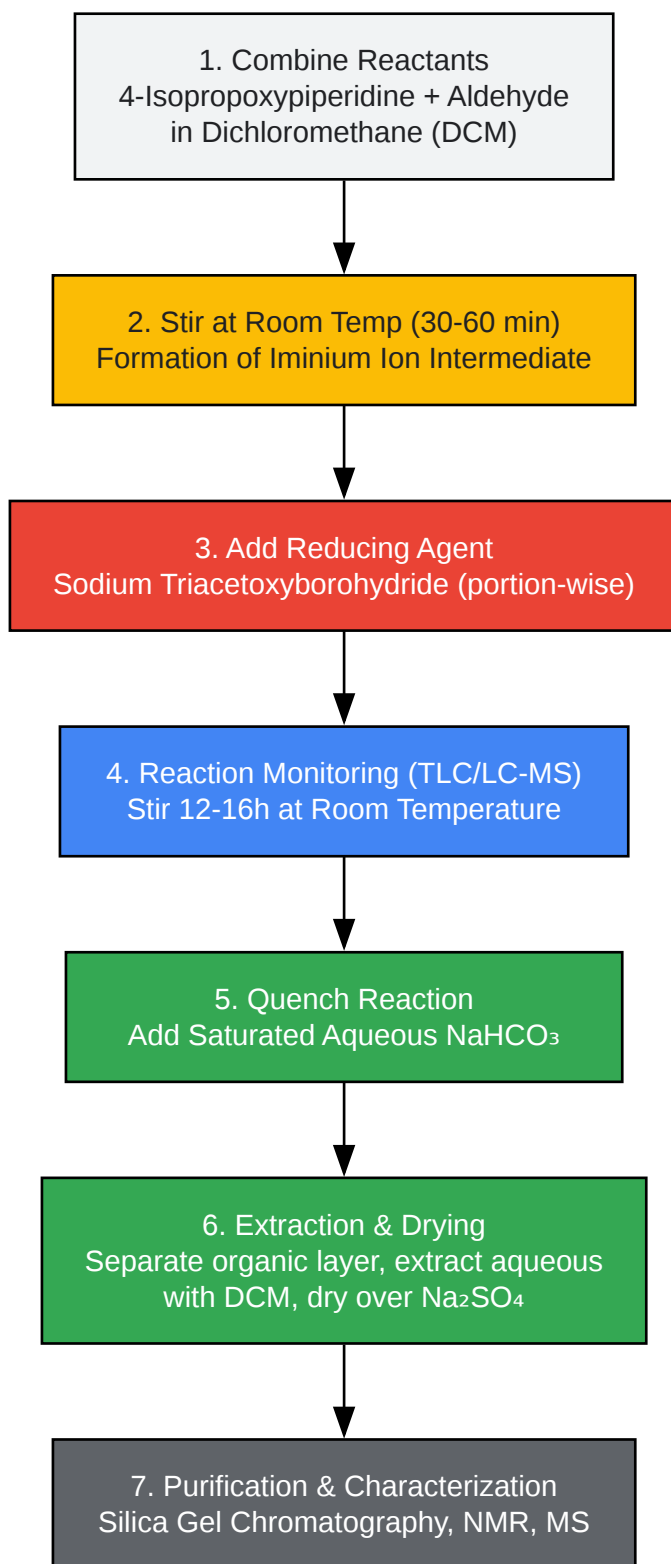 1. Combine Reactants
4-Isopropoxypiperidine + Aldehyde
in Dichloromethane (DCM)
2. Stir at Room Temp (30-60 min)
Formation of Iminium Ion Intermediate
3. Add Reducing Agent
Sodium Triacetoxyborohydride (portion-wise)
4. Reaction Monitoring (TLC/LC-MS)
Stir 12-16h at Room Temperature
5. Quench Reaction
Add Saturated Aqueous NaHCO₃
6. Extraction & Drying
Separate organic layer, extract aqueous
with DCM, dry over Na₂SO₄
7. Purification & Characterization
Silica Gel Chromatography, NMR, MS